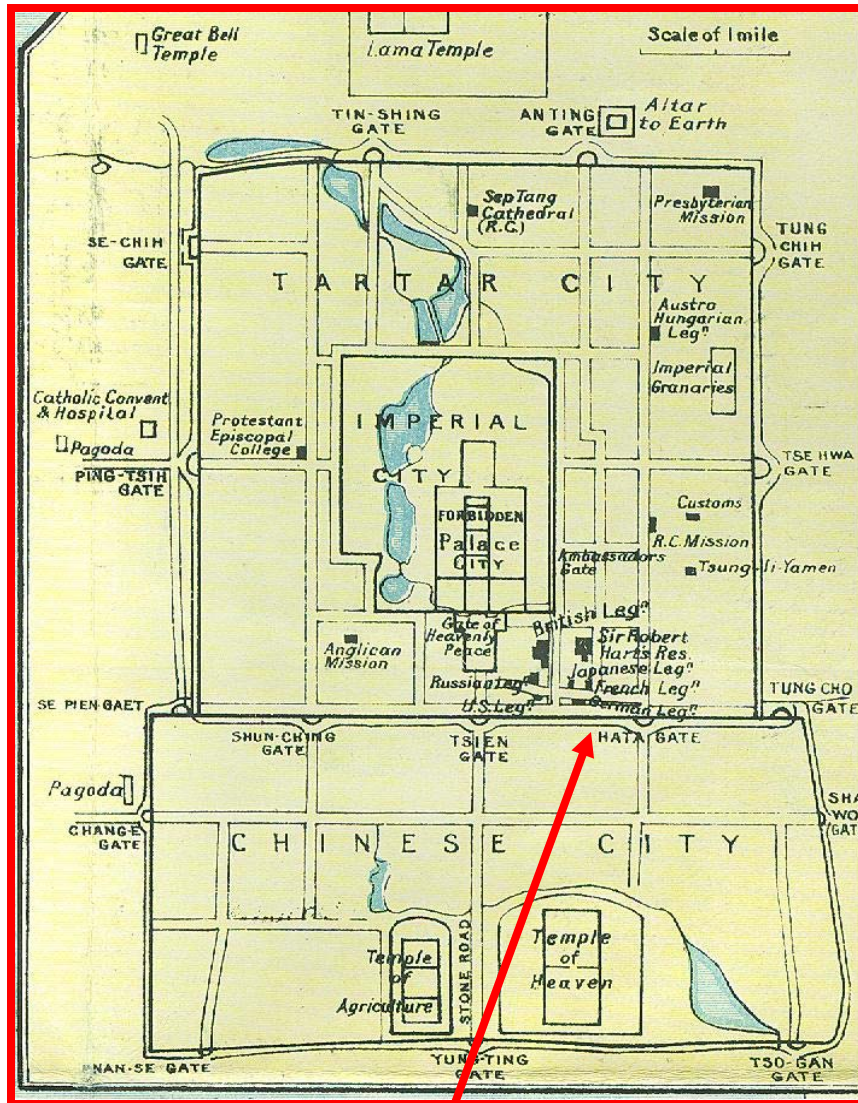 Great Bell
Temple
Lama Temple
Scale of 1 mile
TIN-SHING
GATE
ANTING
GATE
Altar
to Earth
Sep Tang
Cathedral
(R.C.)
Presbyterian
Mission
SE-CHIH
GATE
TUNG
CHIH
GATE
TARTAR CITY
Austro
Hungarian
Legn
Imperial
Granaries
Catholic Convent
& Hospital
Pagoda
PING-TSIH
GATE
Protestant
Episcopal
College
IMPERIAL
CITY
TSE HWA
GATE
FORBIDDEN
Palace
CITY
Customs
R.C. Mission
Ambassadors
Gate
Tsung-li-Yamen
British Legn
Gate of
Heavenly
Peace
Sir Robert
Harts Res.
Anglican
Mission
Japanese Legn
Russian Legn
French Legn
U.S. Legn
German Legn
SE PIEN GAET
TUNG CHO
GATE
SHUN-CHING
GATE
TSIEN
GATE
HATA GATE
Pagoda
CHANG-E
GATE
SHA
WO
GAT
CHINESE CITY
STONE ROAD
Temple
of
Agriculture
Temple
of
Heaven
NAN-SE GATE
YUNG-TING
GATE
TSO-GAN
GATE